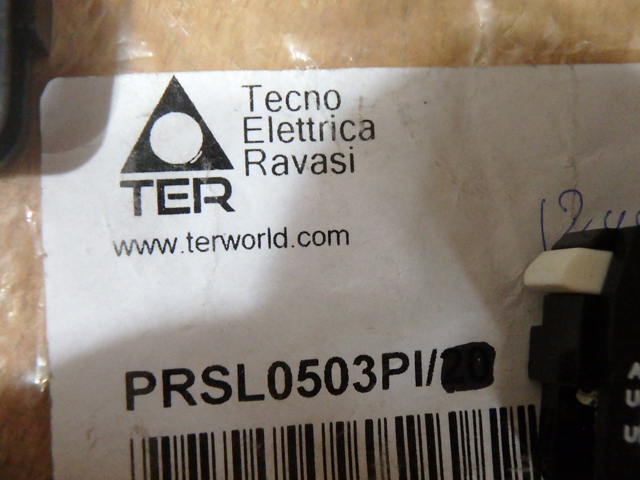 Tecno
Elettrica
Ravasi
TER
www.terworld.com
PRSL0503PI/20